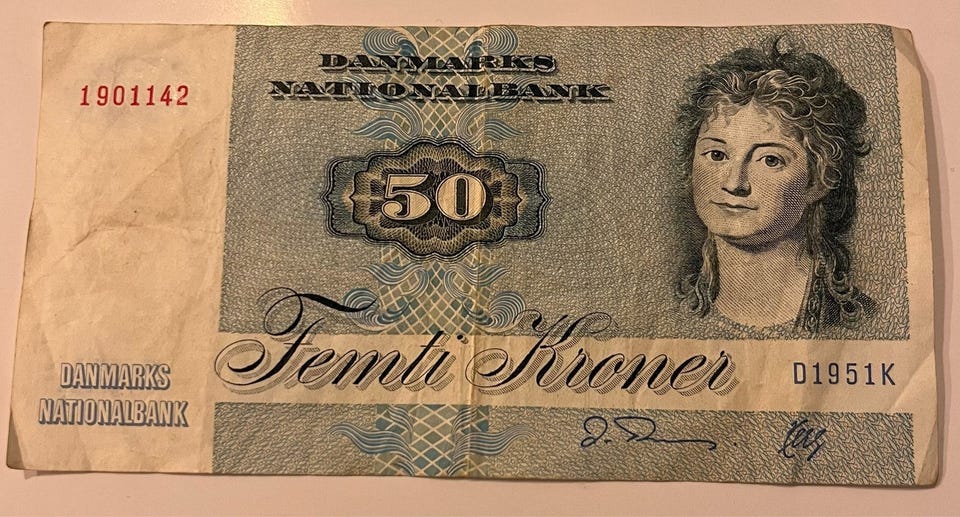 1901142
DANMARKS
NATIONALBANK
50
Femti Kroner
D1951K
DANMARKS
NATIONALBANK